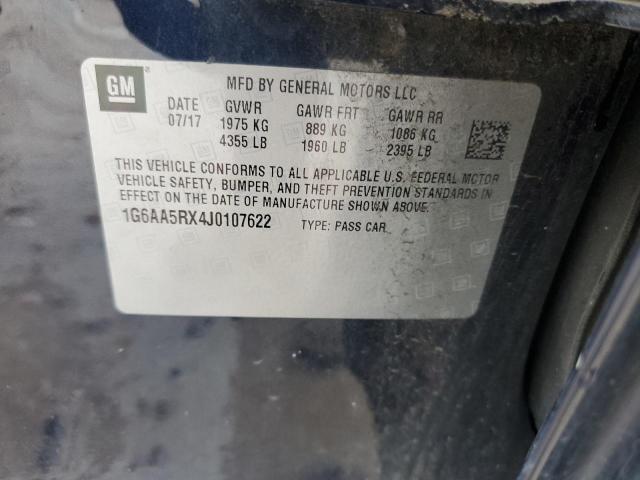 GM
MFD BY GENERAL MOTORS LLC
DATE GVWR GAWR FRT GAWR RR
07/17 1975 KG 889 KG 1086 KG
4355 LB 1960 LB 2395 LB
THIS VEHICLE CONFORMS TO ALL APPLICABLE U.S. FEDERAL MOTOR
VEHICLE SAFETY, BUMPER, AND THEFT PREVENTION STANDARDS IN
EFFECT ON THE DATE OF MANUFACTURE SHOWN ABOVE.
1G6AA5RX4J0107622 TYPE: PASS CAR